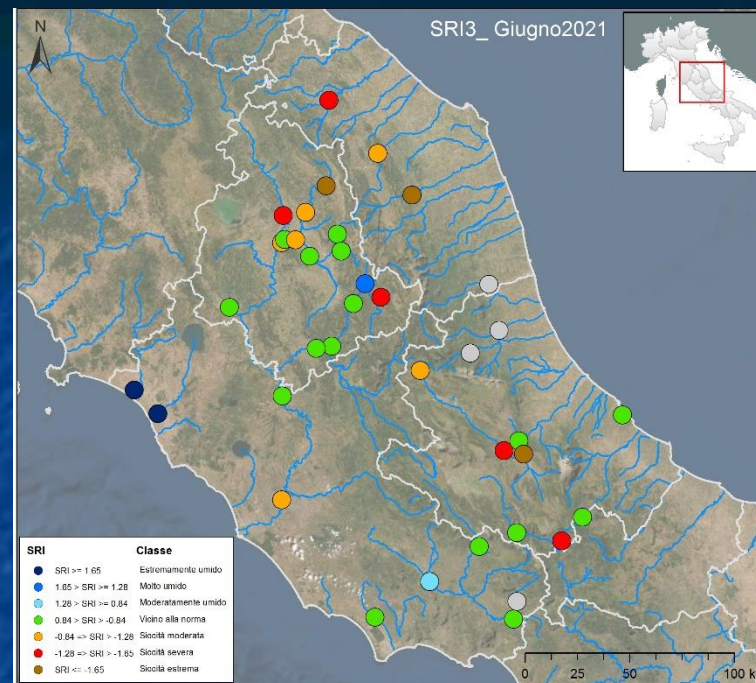 SRI3_ Giugno2021
N
SRI Classe
SRI >= 1.65 Estremamente umido
1.65 > SRI >= 1.28 Molto umido
1.28 > SRI >= 0.84 Moderatamente umido
0.84 > SRI > -0.84 Vicino alla norma
-0.84 => SRI > -1.28 Siccità moderata
-1.28 => SRI > -1.65 Siccità severa
SRI <= -1.65 Siccità estrema
0 25 50 100 k